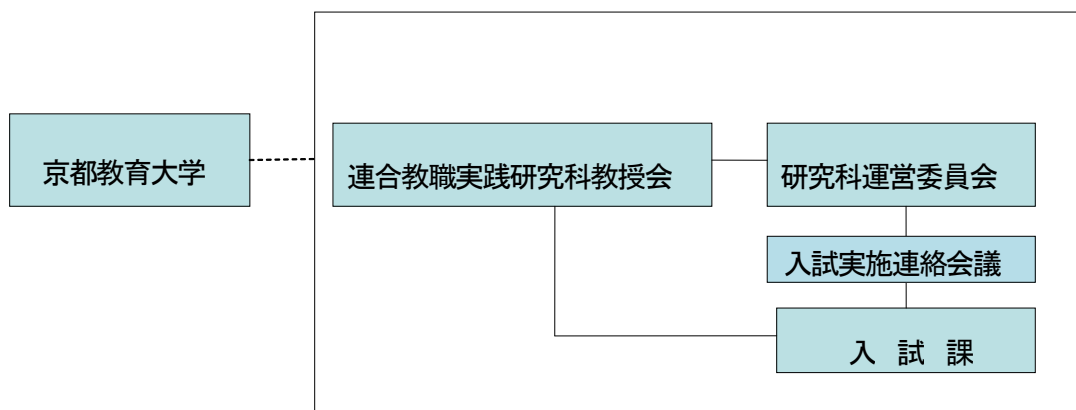 京都教育大学
連合教職実践研究科教授会
研究科運営委員会
入試実施連絡会議
入 試 課